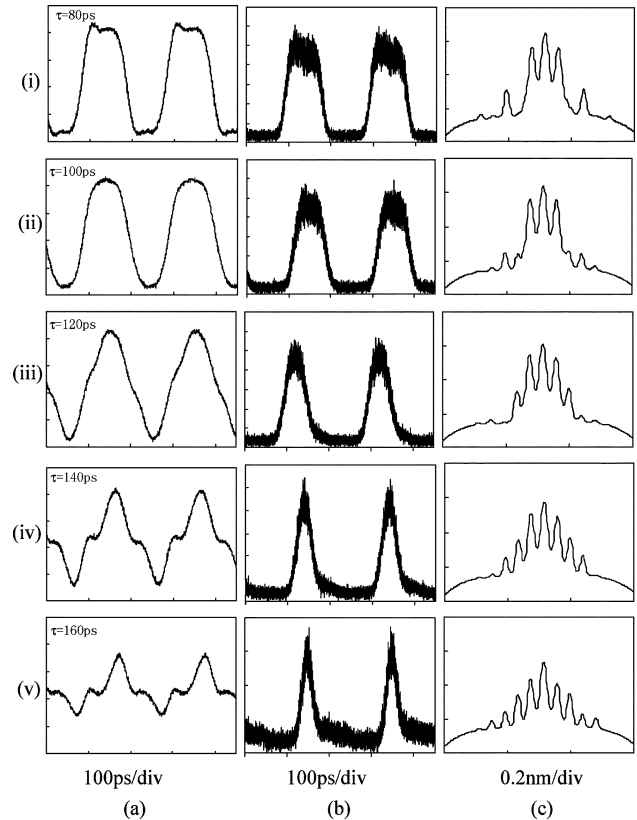 τ=80ps
(i)
τ=100ps
(ii)
τ=120ps
(iii)
τ=140ps
(iv)
τ=160ps
(v)
100ps/div 100ps/div 0.2nm/div
(a) (b) (c)